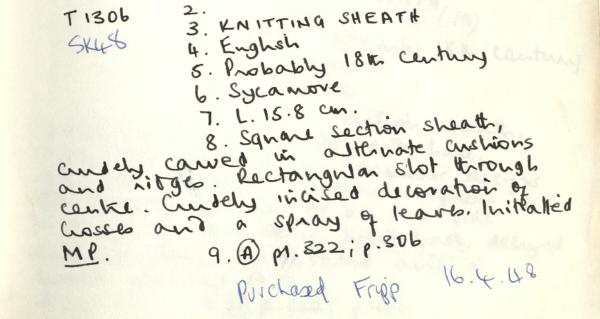 T 1306 2.
SK48 3. KNITTING SHEATH
4. English
5. Probably 18th century
6. Sycamore
7. L. 15.8 cm.
8. Square section sheath,
crudely carved in alternate cushions
and ridges. Rectangular slot through
centre. Crudely incised decoration of
crosses and a spray of leaves. Initialled
MP. 9. Ⓐ pl. 322; p. 306
Purchased Fripp 16.4.48